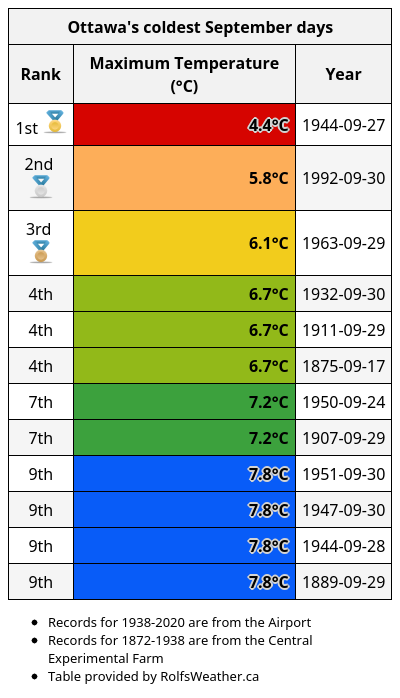 Ottawa's coldest September days
Rank Maximum Temperature (°C) Year
1st 4.4°C 1944-09-27
2nd 5.8°C 1992-09-30
3rd 6.1°C 1963-09-29
4th 6.7°C 1932-09-30
4th 6.7°C 1911-09-29
4th 6.7°C 1875-09-17
7th 7.2°C 1950-09-24
7th 7.2°C 1907-09-29
9th 7.8°C 1951-09-30
9th 7.8°C 1947-09-30
9th 7.8°C 1944-09-28
9th 7.8°C 1889-09-29
Records for 1938-2020 are from the Airport
Records for 1872-1938 are from the Central
Experimental Farm
Table provided by RolfsWeather.ca